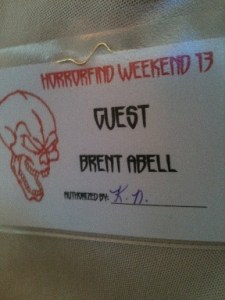 HORRORFIND WEEKEND 13
GUEST
BRENT ABELL
AUTHORIZED BY: K.D.